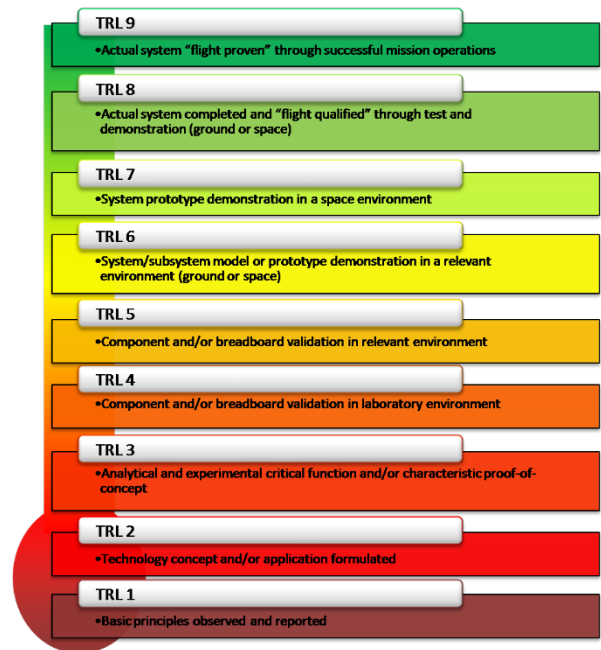 TRL 9
•Actual system “flight proven” through successful mission operations
TRL 8
•Actual system completed and “flight qualified” through test and
demonstration (ground or space)
TRL 7
•System prototype demonstration in a space environment
TRL 6
•System/subsystem model or prototype demonstration in a relevant
environment (ground or space)
TRL 5
•Component and/or breadboard validation in relevant environment
TRL 4
•Component and/or breadboard validation in laboratory environment
TRL 3
•Analytical and experimental critical function and/or characteristic proof-of-
concept
TRL 2
•Technology concept and/or application formulated
TRL 1
•Basic principles observed and reported